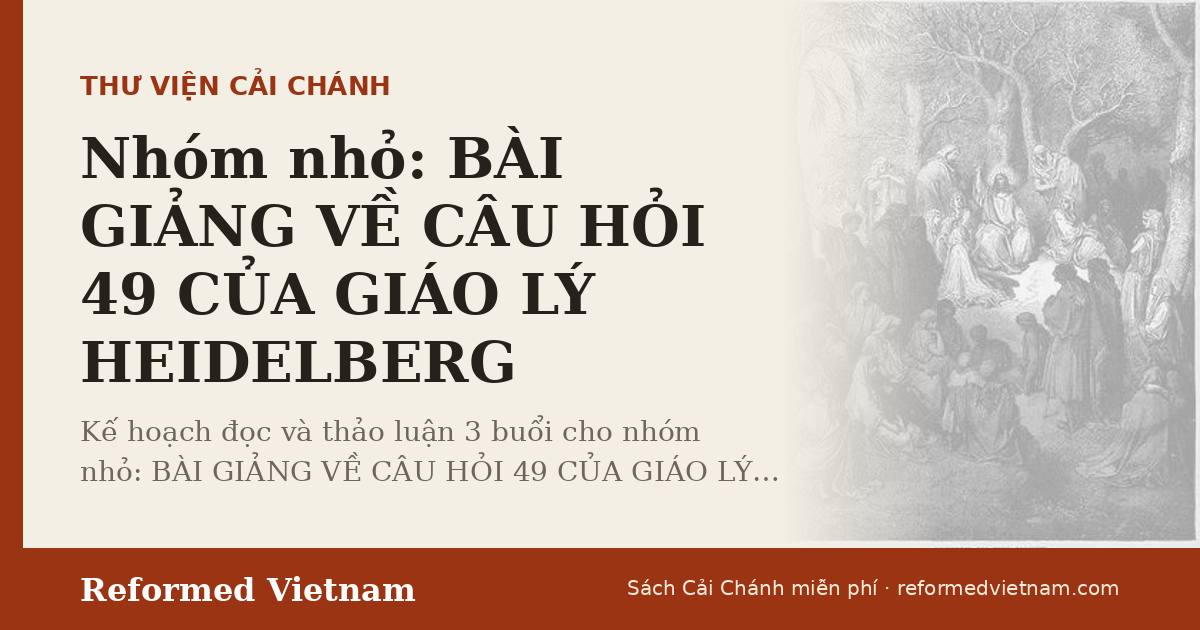 THƯ VIỆN CẢI CHÁNH
Nhóm nhỏ: BÀI
GIẢNG VỀ CÂU HỎI
49 CỦA GIÁO LÝ
HEIDELBERG
Kế hoạch đọc và thảo luận 3 buổi cho nhóm
nhỏ: BÀI GIẢNG VỀ CÂU HỎI 49 CỦA GIÁO LÝ…
Reformed Vietnam
Sách Cải Chánh miễn phí · reformedvietnam.com